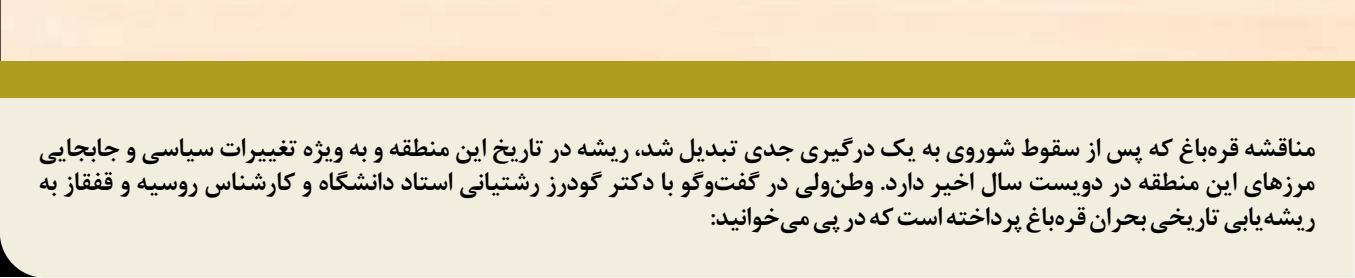 مناقشه قره‌باغ که پس از سقوط شوروی به یک درگیری جدی تبدیل شد، ریشه در تاریخ این منطقه و به ویژه تغییرات سیاسی و جابجایی
مرزهای این منطقه در دویست سال اخیر دارد. وطن‌ولی در گفت‌وگو با دکتر گودرز رشتیانی استاد دانشگاه و کارشناس روسیه و قفقاز به
ریشه‌یابی تاریخی بحران قره‌باغ پرداخته است که در پی می‌خوانید: